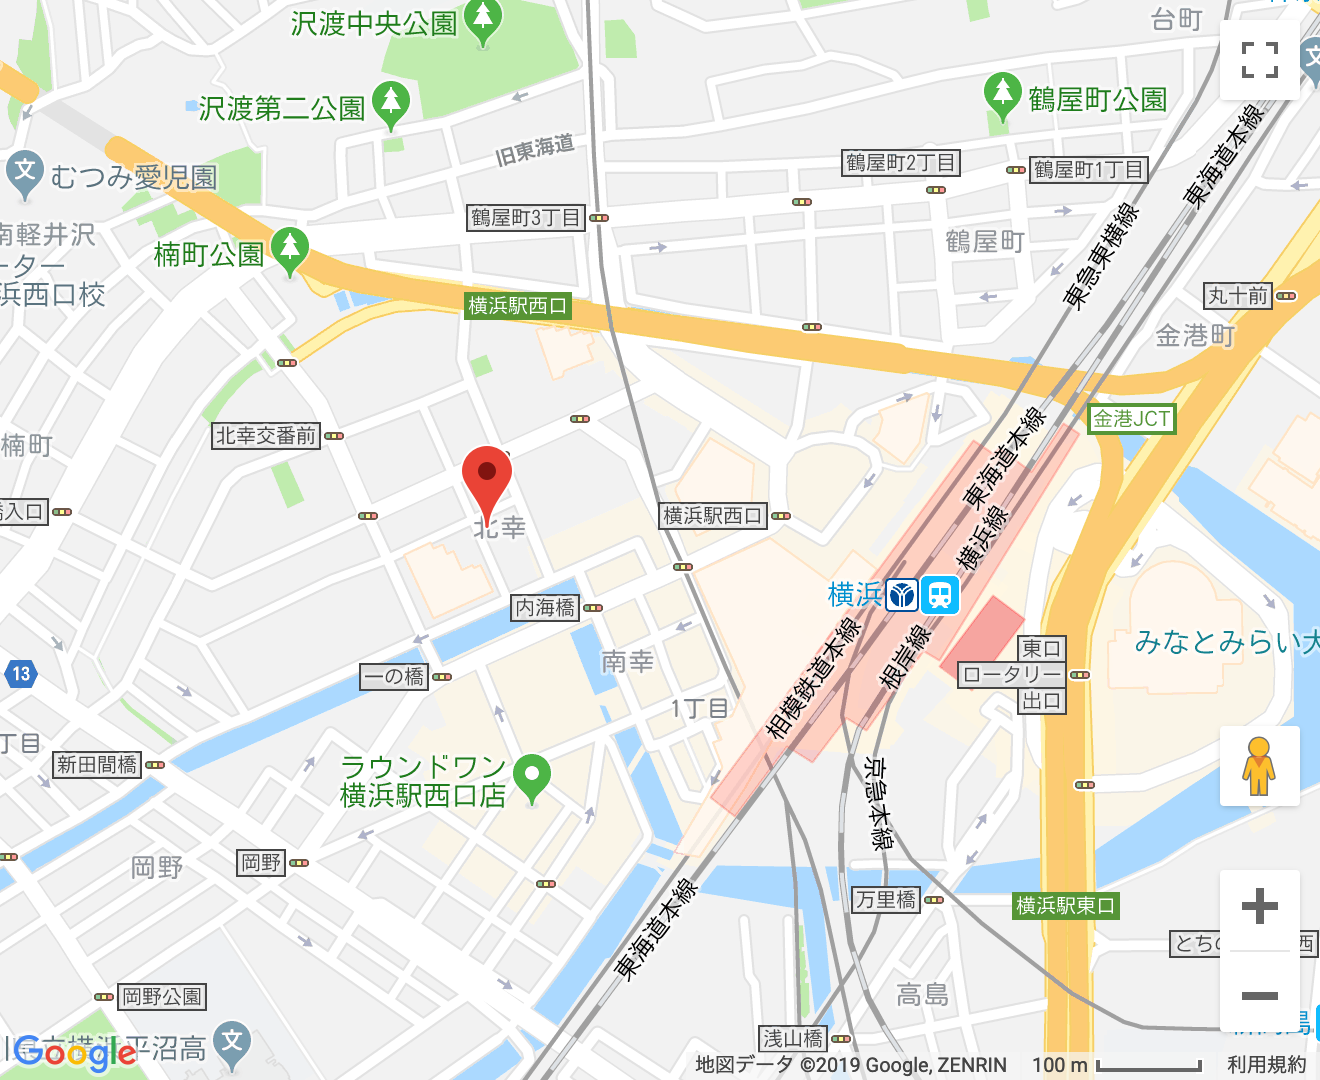 沢渡中央公園
台町
沢渡第二公園
鶴屋町公園
旧東海道
東海道本線
むつみ愛児園
鶴屋町2丁目
鶴屋町1丁目
鶴屋町3丁目
東急東横線
南軽井沢
楠町公園
鶴屋町
ーター
浜西口校
横浜駅西口
丸十前
金港町
金港JCT
北幸交番前
楠町
東海道本線
橋入口
横浜駅西口
北幸
横浜線
横浜
内海橋
みなとみらい大
東口
ロータリー
出口
相模鉄道本線
根岸線
南幸
一の橋
13
1丁目
丁目
新田間橋
ラウンドワン
横浜駅西口店
京急本線
岡野
岡野
万里橋
横浜駅東口
東海道本線
とちの
西
岡野公園
高島
浅山橋
平沼高
Google
地図データ ©2019 Google, ZENRIN
100 m
利用規約